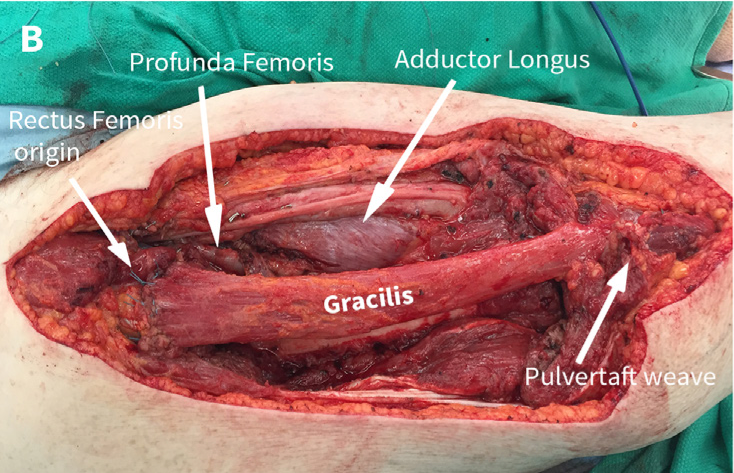 B
Profunda Femoris
Adductor Longus
Rectus Femoris
origin
Gracilis
Pulvertaft weave